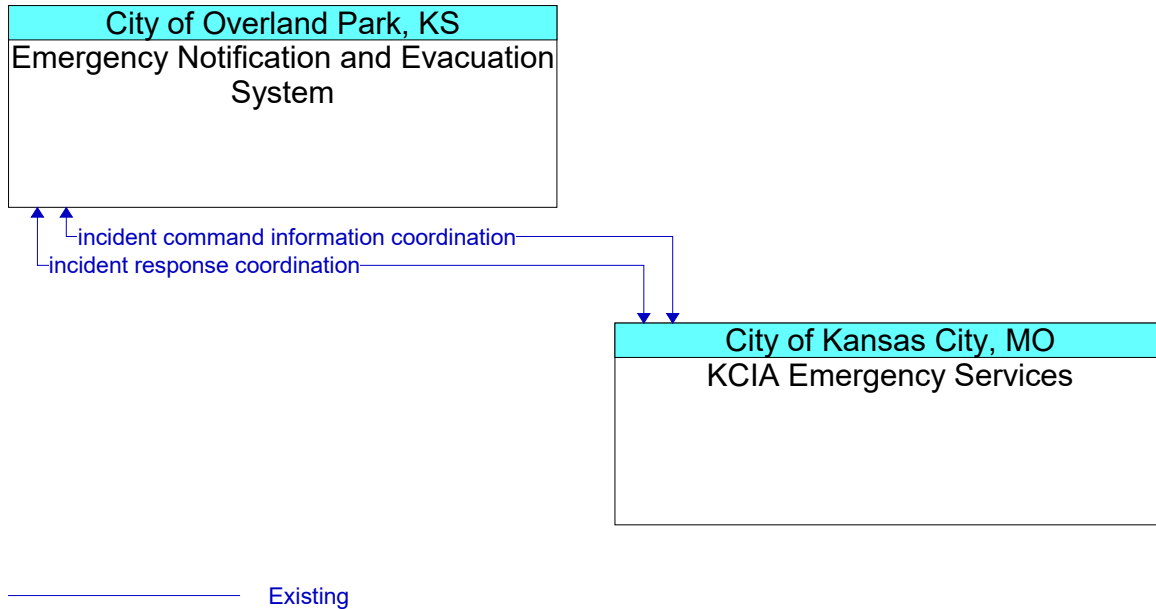 City of Overland Park, KS
Emergency Notification and Evacuation
System
incident command information coordination
incident response coordination
City of Kansas City, MO
KCIA Emergency Services
Existing